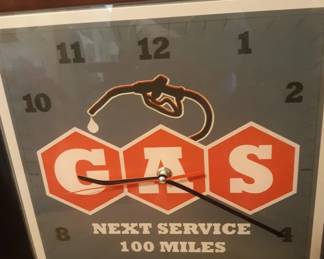 11 12 1
10 2
GAS
8 4
NEXT SERVICE
100 MILES